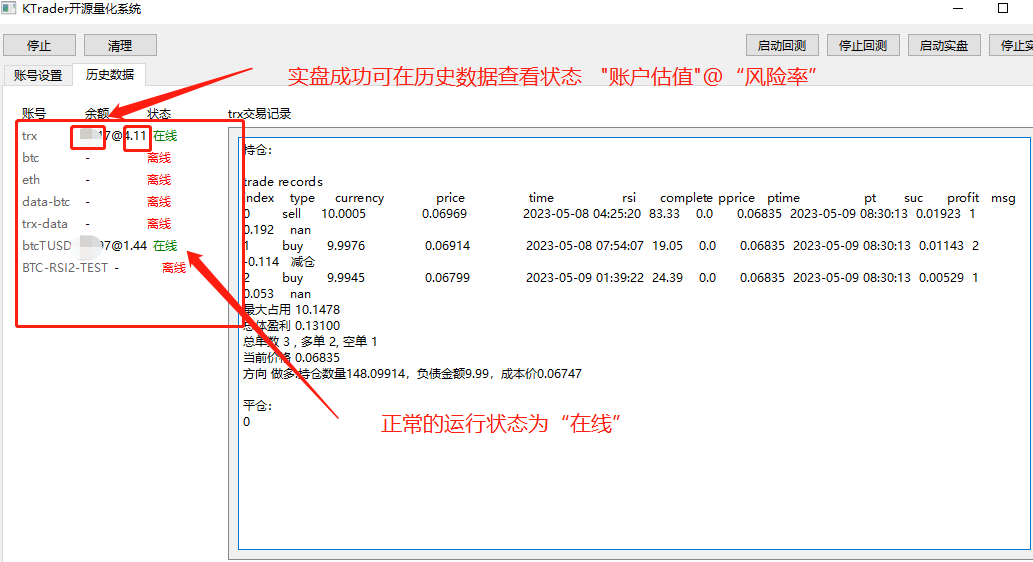 KTrader开源量化系统
停止 清理 启动回测 停止回测 启动实盘 停止实
账号设置 历史数据
实盘成功可在历史数据查看状态 "账户估值"@“风险率”
账号 余额 状态 trx交易记录
trx 17@4.11 在线
btc - 离线
eth - 离线
data-btc - 离线
trx-data - 离线
btcTUSD 07@1.44 在线
BTC-RSI2-TEST - 离线
持仓:
trade records
index type currency price time rsi complete pprice ptime pt suc profit msg
0 sell 10.0005 0.06969 2023-05-08 04:25:20 83.33 0.0 0.06835 2023-05-09 08:30:13 0.01923 1
0.192 nan
1 buy 9.9976 0.06914 2023-05-08 07:54:07 19.05 0.0 0.06835 2023-05-09 08:30:13 0.01143 2
-0.114 减仓
2 buy 9.9945 0.06799 2023-05-09 01:39:22 24.39 0.0 0.06835 2023-05-09 08:30:13 0.00529 1
0.053 nan
最大占用 10.1478
总体盈利 0.13100
总单数 3 , 多单 2, 空单 1
当前价格 0.06835
方向 做多:持仓数量148.09914，负债金额9.99，成本价0.06747
平仓:
0
正常的运行状态为“在线”